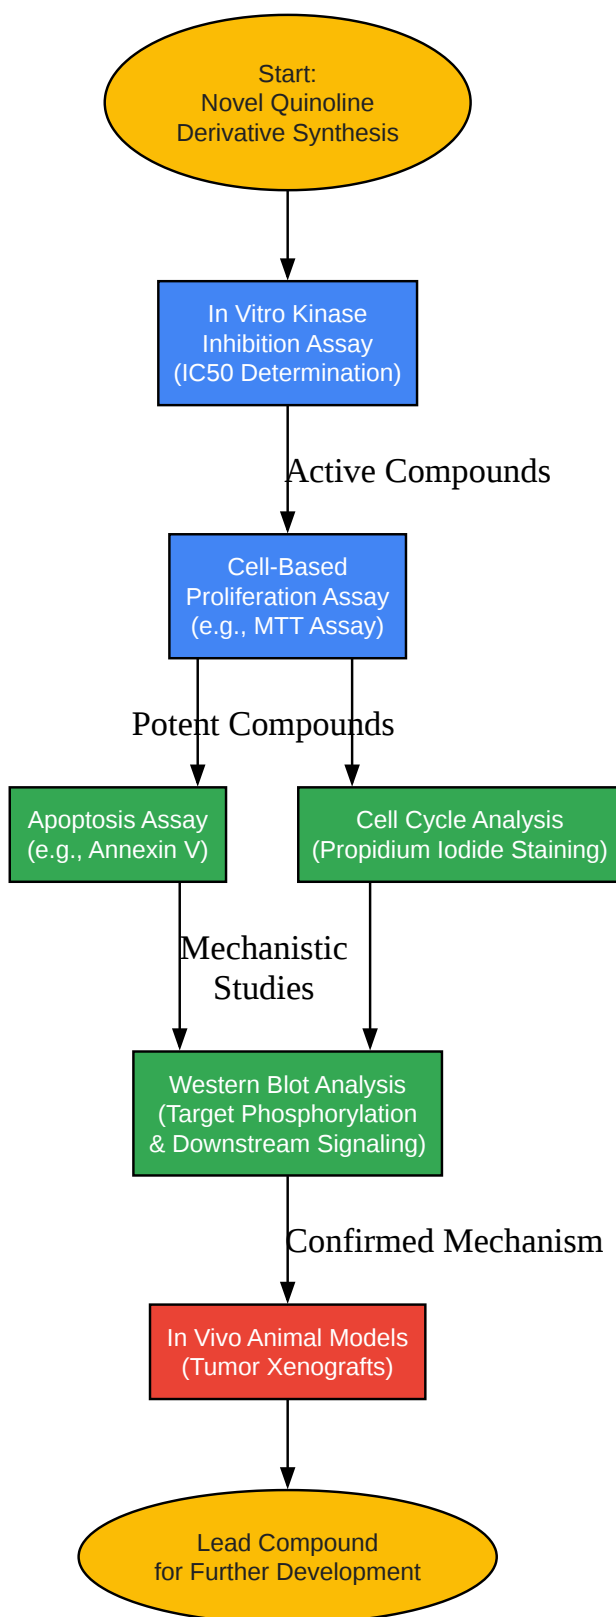 Start:
Novel Quinoline
Derivative Synthesis
In Vitro Kinase
Inhibition Assay
(IC50 Determination)
Active Compounds
Cell-Based
Proliferation Assay
(e.g., MTT Assay)
Potent Compounds
Apoptosis Assay
(e.g., Annexin V)
Cell Cycle Analysis
(Propidium Iodide Staining)
Mechanistic
Studies
Western Blot Analysis
(Target Phosphorylation
& Downstream Signaling)
Confirmed Mechanism
In Vivo Animal Models
(Tumor Xenografts)
Lead Compound
for Further Development